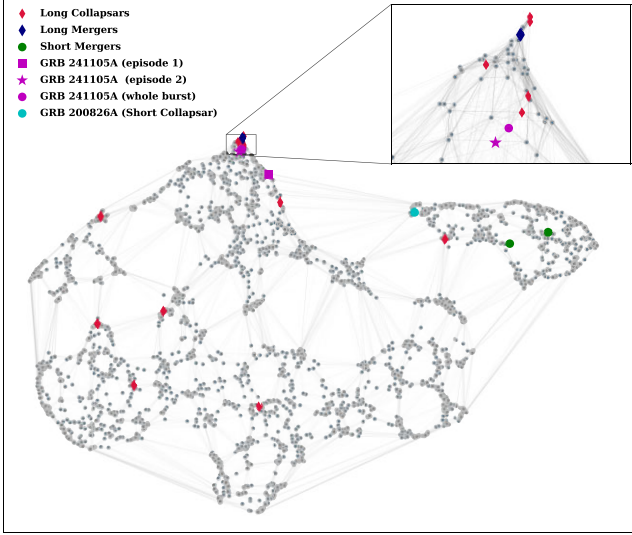 Long Collapsars
Long Mergers
Short Mergers
GRB 241105A (episode 1)
GRB 241105A (episode 2)
GRB 241105A (whole burst)
GRB 200826A (Short Collapsar)